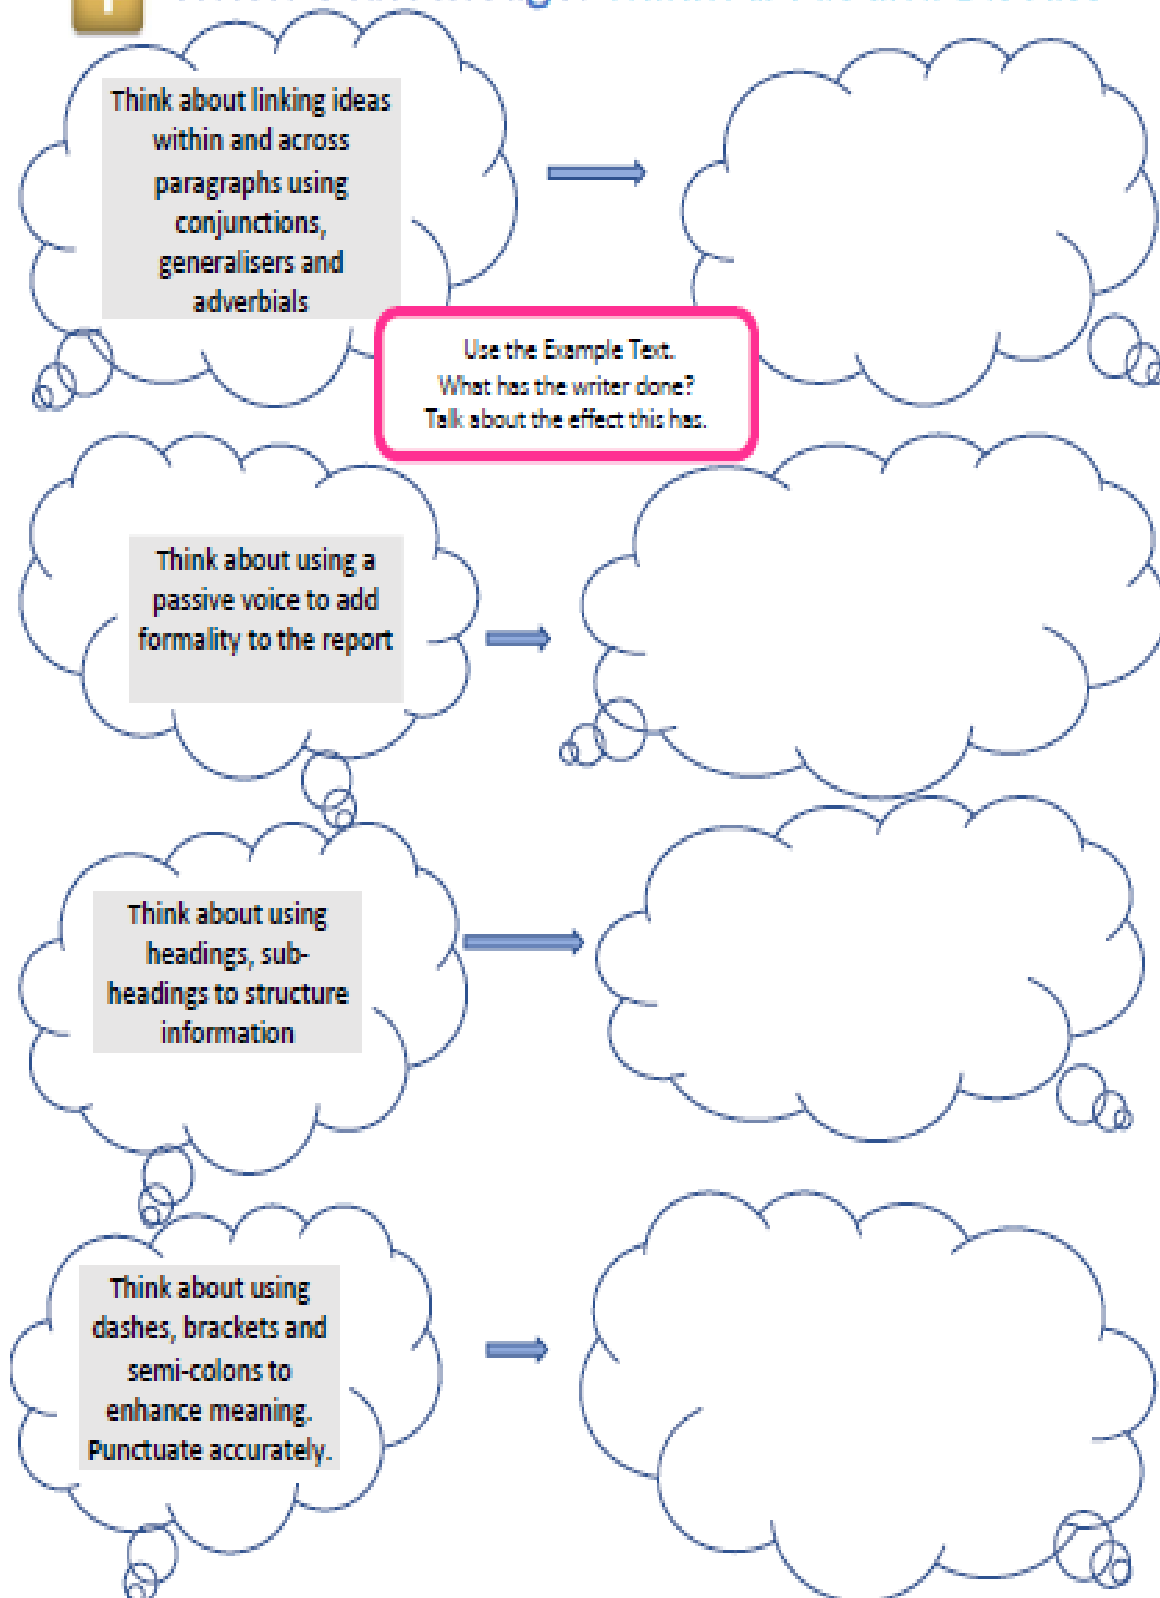 Think about linking ideas
within and across
paragraphs using
conjunctions,
generalisers and
adverbials
Use the Example Text.
What has the writer done?
Talk about the effect this has.
Think about using a
passive voice to add
formality to the report
Think about using
headings, sub-
headings to structure
information
Think about using
dashes, brackets and
semi-colons to
enhance meaning.
Punctuate accurately.